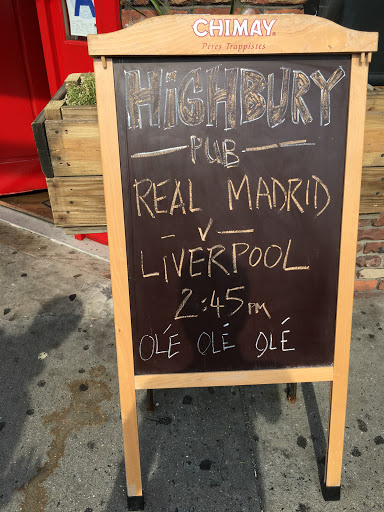 A
CHIMAY
Pères Trappistes
HIGHBURY
- PUB - -
REAL MADRID
- v -
LIVERPOOL
2:45 PM
OLÉ OLÉ OLÉ